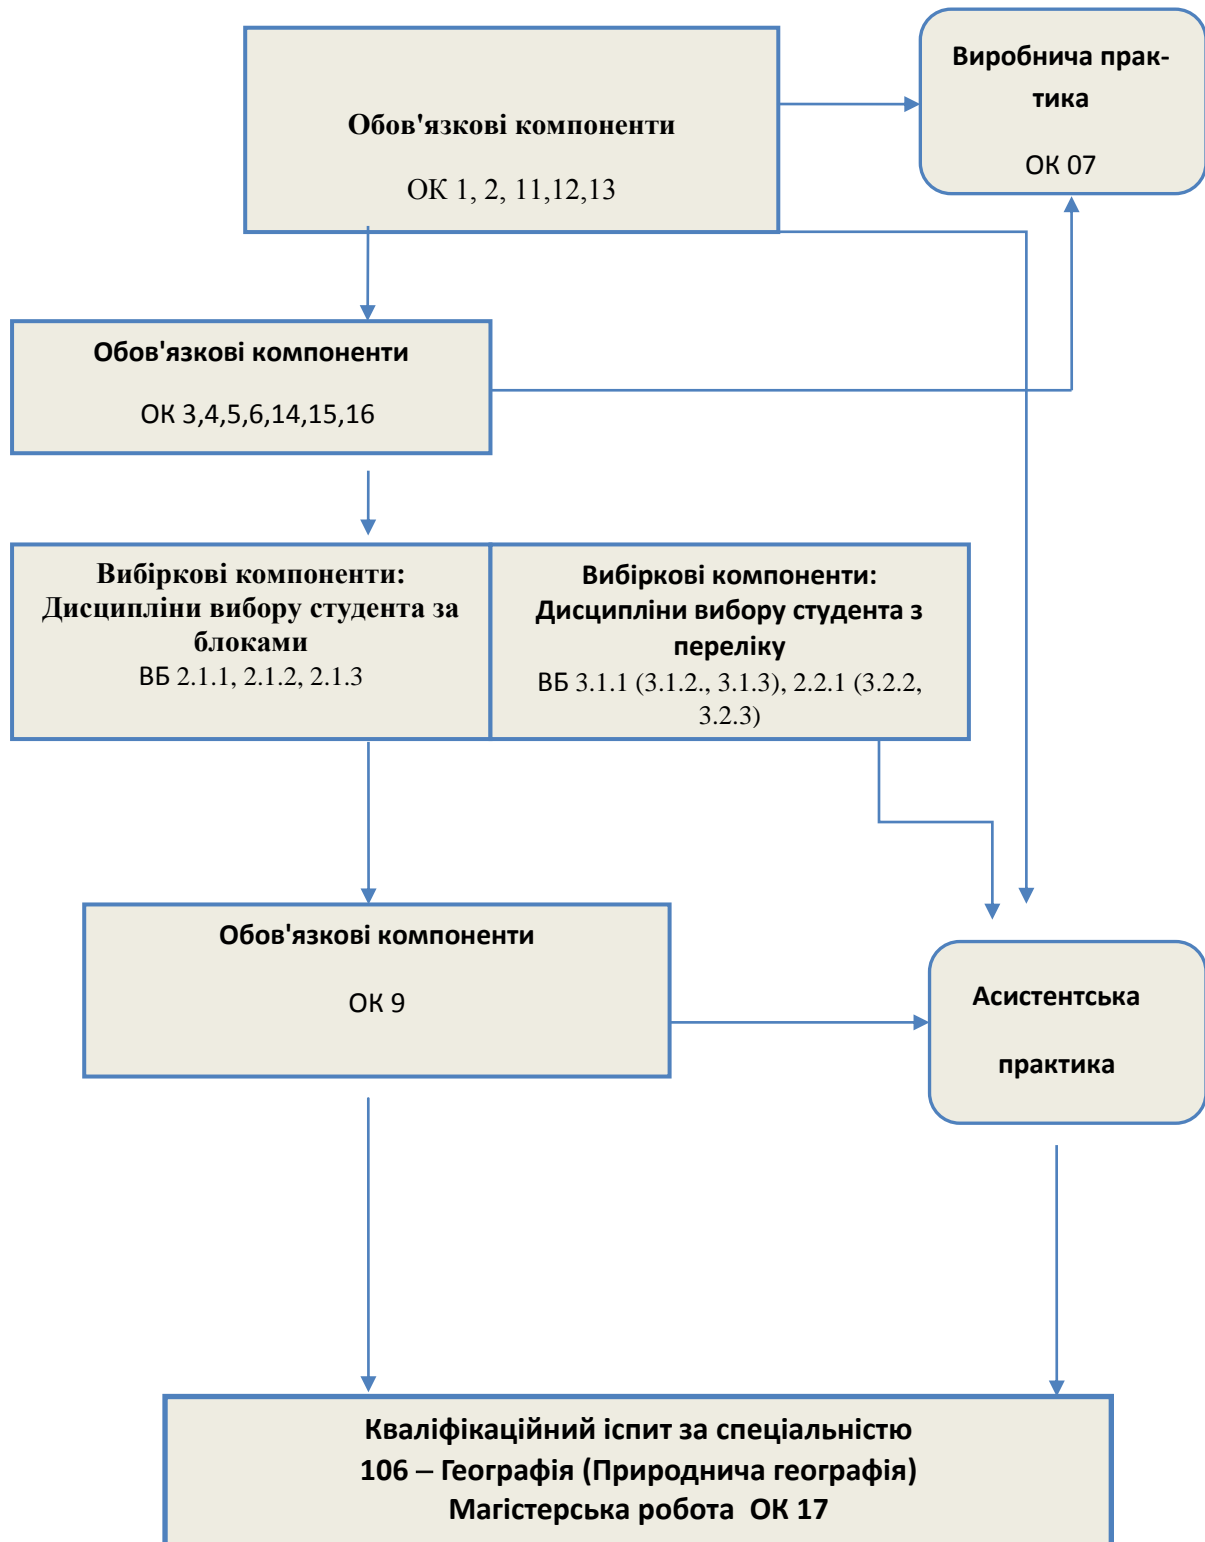 Обов'язкові компоненти
ОК 1, 2, 11,12,13
Виробнича прак-
тика
ОК 07
Обов'язкові компоненти
ОК 3,4,5,6,14,15,16
Вибіркові компоненти:
Дисципліни вибору студента за
блоками
ВБ 2.1.1, 2.1.2, 2.1.3
Вибіркові компоненти:
Дисципліни вибору студента з
переліку
ВБ 3.1.1 (3.1.2., 3.1.3), 2.2.1 (3.2.2,
3.2.3)
Обов'язкові компоненти
ОК 9
Асистентська
практика
Кваліфікаційний іспит за спеціальністю
106 – Географія (Природнича географія)
Магістерська робота ОК 17